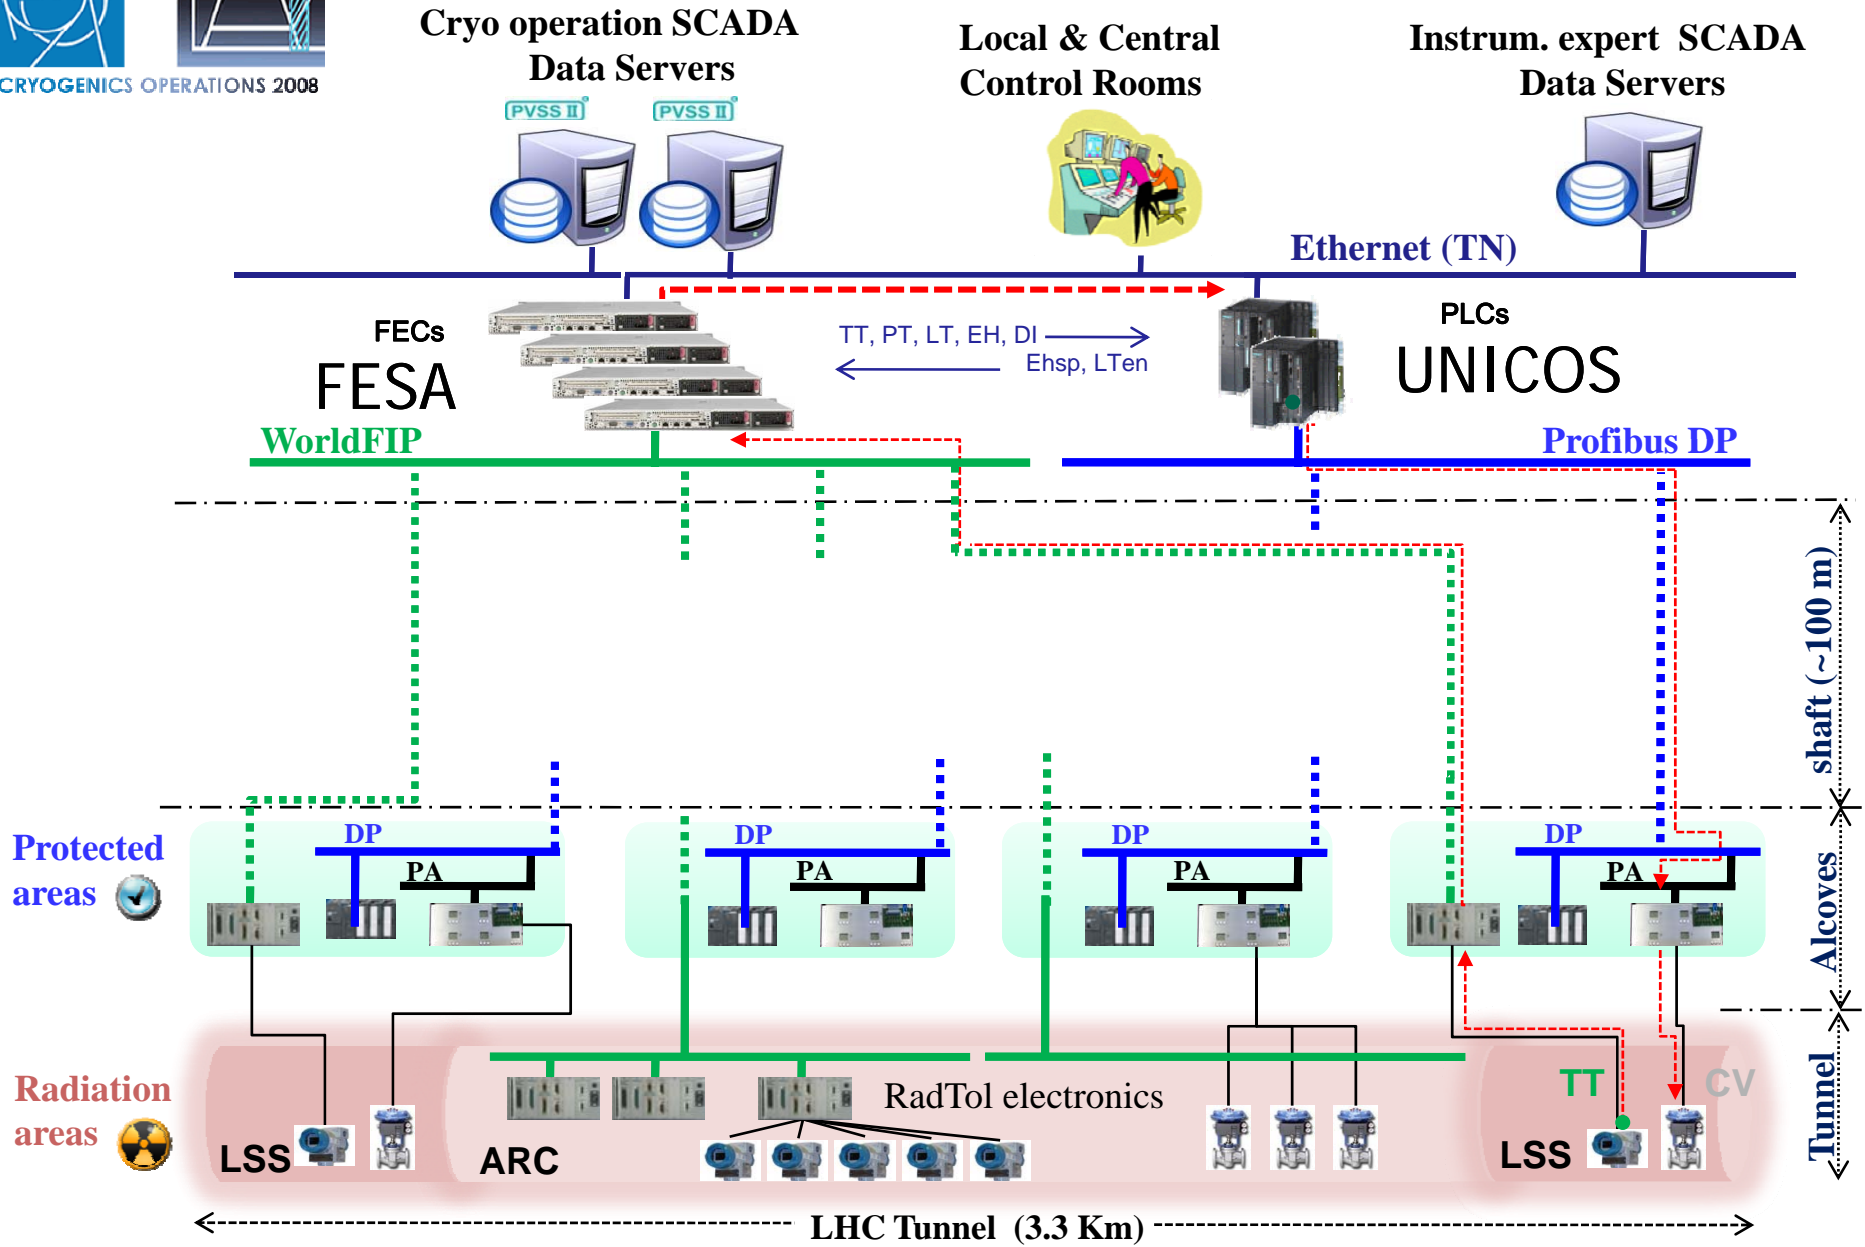 CRYOGENICS OPERATIONS 2008
Cryo operation SCADA
Data Servers
Local & Central
Control Rooms
Instrum. expert SCADA
Data Servers
PVSS II
PVSS II
Ethernet (TN)
FECs
FESA
TT, PT, LT, EH, DI
Ehsp, LTen
PLCs
UNICOS
WorldFIP
Profibus DP
shaft (~100 m)
Protected
areas
DP
PA
DP
PA
DP
PA
DP
PA
Alcoves
Radiation
areas
LSS
ARC
RadTol electronics
TT
CV
LSS
Tunnel
LHC Tunnel (3.3 Km)